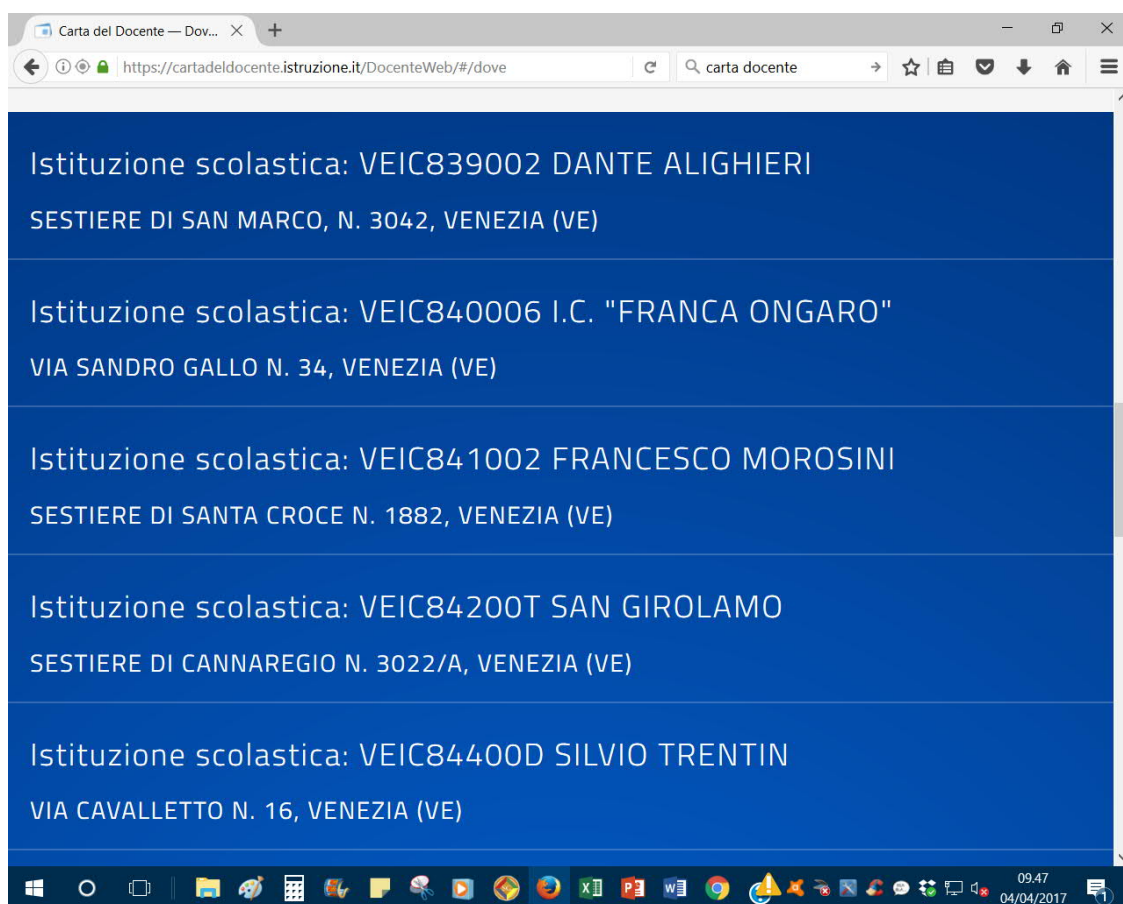 Carta del Docente — Dov...
https://cartadeldocente.istruzione.it/DocenteWeb/#/dove
carta docente
Istituzione scolastica: VEIC839002 DANTE ALIGHIERI
SESTIERE DI SAN MARCO, N. 3042, VENEZIA (VE)
Istituzione scolastica: VEIC840006 I.C. "FRANCA ONGARO"
VIA SANDRO GALLO N. 34, VENEZIA (VE)
Istituzione scolastica: VEIC841002 FRANCESCO MOROSINI
SESTIERE DI SANTA CROCE N. 1882, VENEZIA (VE)
Istituzione scolastica: VEIC84200T SAN GIROLAMO
SESTIERE DI CANNAREGIO N. 3022/A, VENEZIA (VE)
Istituzione scolastica: VEIC84400D SILVIO TRENTIN
VIA CAVALLETTO N. 16, VENEZIA (VE)
09.47
04/04/2017